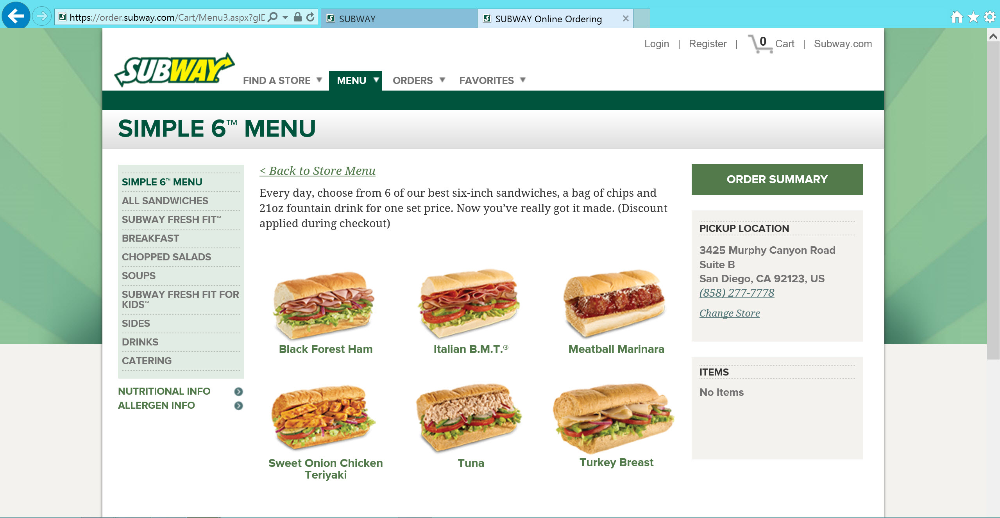 https://order.subway.com/Cart/Menu3.aspx?gI
SUBWAY
SUBWAY Online Ordering
Login | Register | 0 Cart | Subway.com
SUBWAY
FIND A STORE
MENU
ORDERS
FAVORITES
SIMPLE 6™ MENU
SIMPLE 6™ MENU
ALL SANDWICHES
SUBWAY FRESH FIT™
BREAKFAST
CHOPPED SALADS
SOUPS
SUBWAY FRESH FIT FOR
KIDS™
SIDES
DRINKS
CATERING
NUTRITIONAL INFO
ALLERGEN INFO
< Back to Store Menu
Every day, choose from 6 of our best six-inch sandwiches, a bag of chips and
21oz fountain drink for one set price. Now you’ve really got it made. (Discount
applied during checkout)
Black Forest Ham
Italian B.M.T.®
Meatball Marinara
Sweet Onion Chicken
Teriyaki
Tuna
Turkey Breast
ORDER SUMMARY
PICKUP LOCATION
3425 Murphy Canyon Road
Suite B
San Diego, CA 92123, US
(858) 277-7778
Change Store
ITEMS
No Items